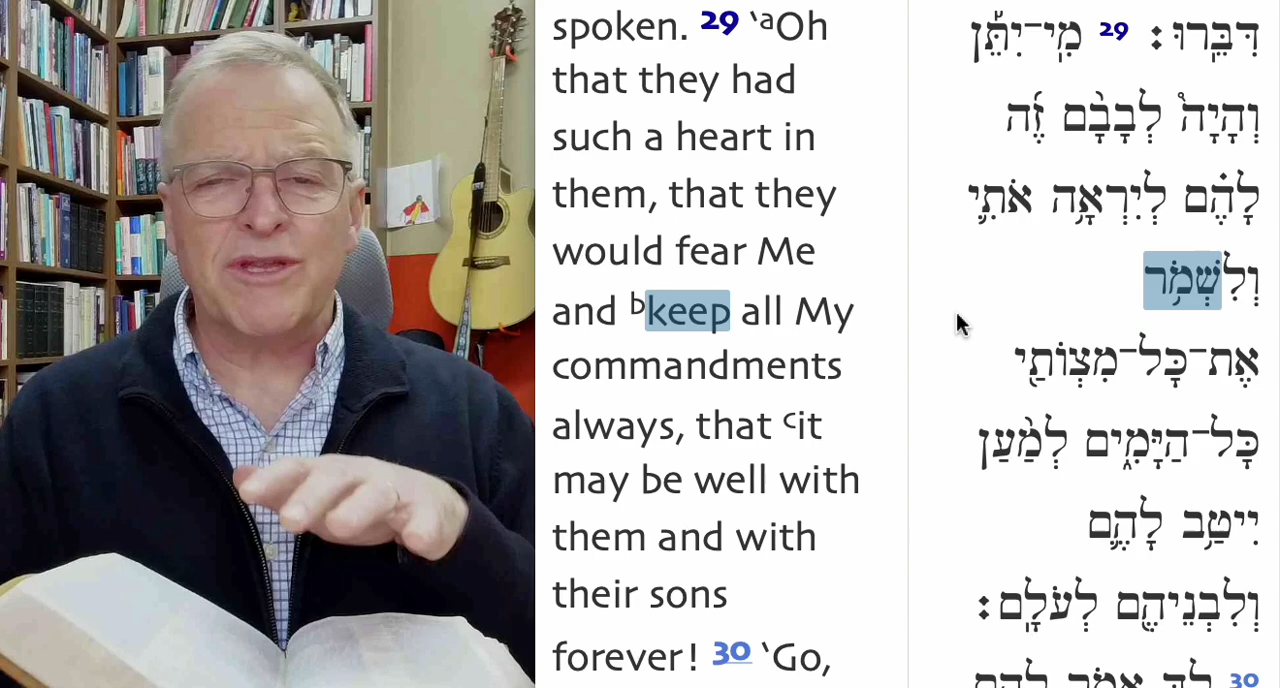 spoken. 29 ‘aOh
that they had
such a heart in
them, that they
would fear Me
and bkeep all My
commandments
always, that cit
may be well with
them and with
their sons
forever! 30 ‘Go,
דִּבֵּֽרוּ׃ 29 מִֽי־יִתֵּ֡ן
וְהָיָה֩ לְבָבָ֨ם זֶ֜ה
לָהֶ֗ם לְיִרְאָ֥ה אֹתִ֛י
וְלִשְׁמֹ֥ר
אֶת־כָּל־מִצְוֺתַ֖י
כָּל־הַיָּמִ֑ים לְמַ֨עַן
יִיטַ֥ב לָהֶ֛ם
וְלִבְנֵיהֶ֖ם לְעֹלָֽם׃
30 לֵ֖ךְ אֱמֹ֣ר לָהֶ֑ם